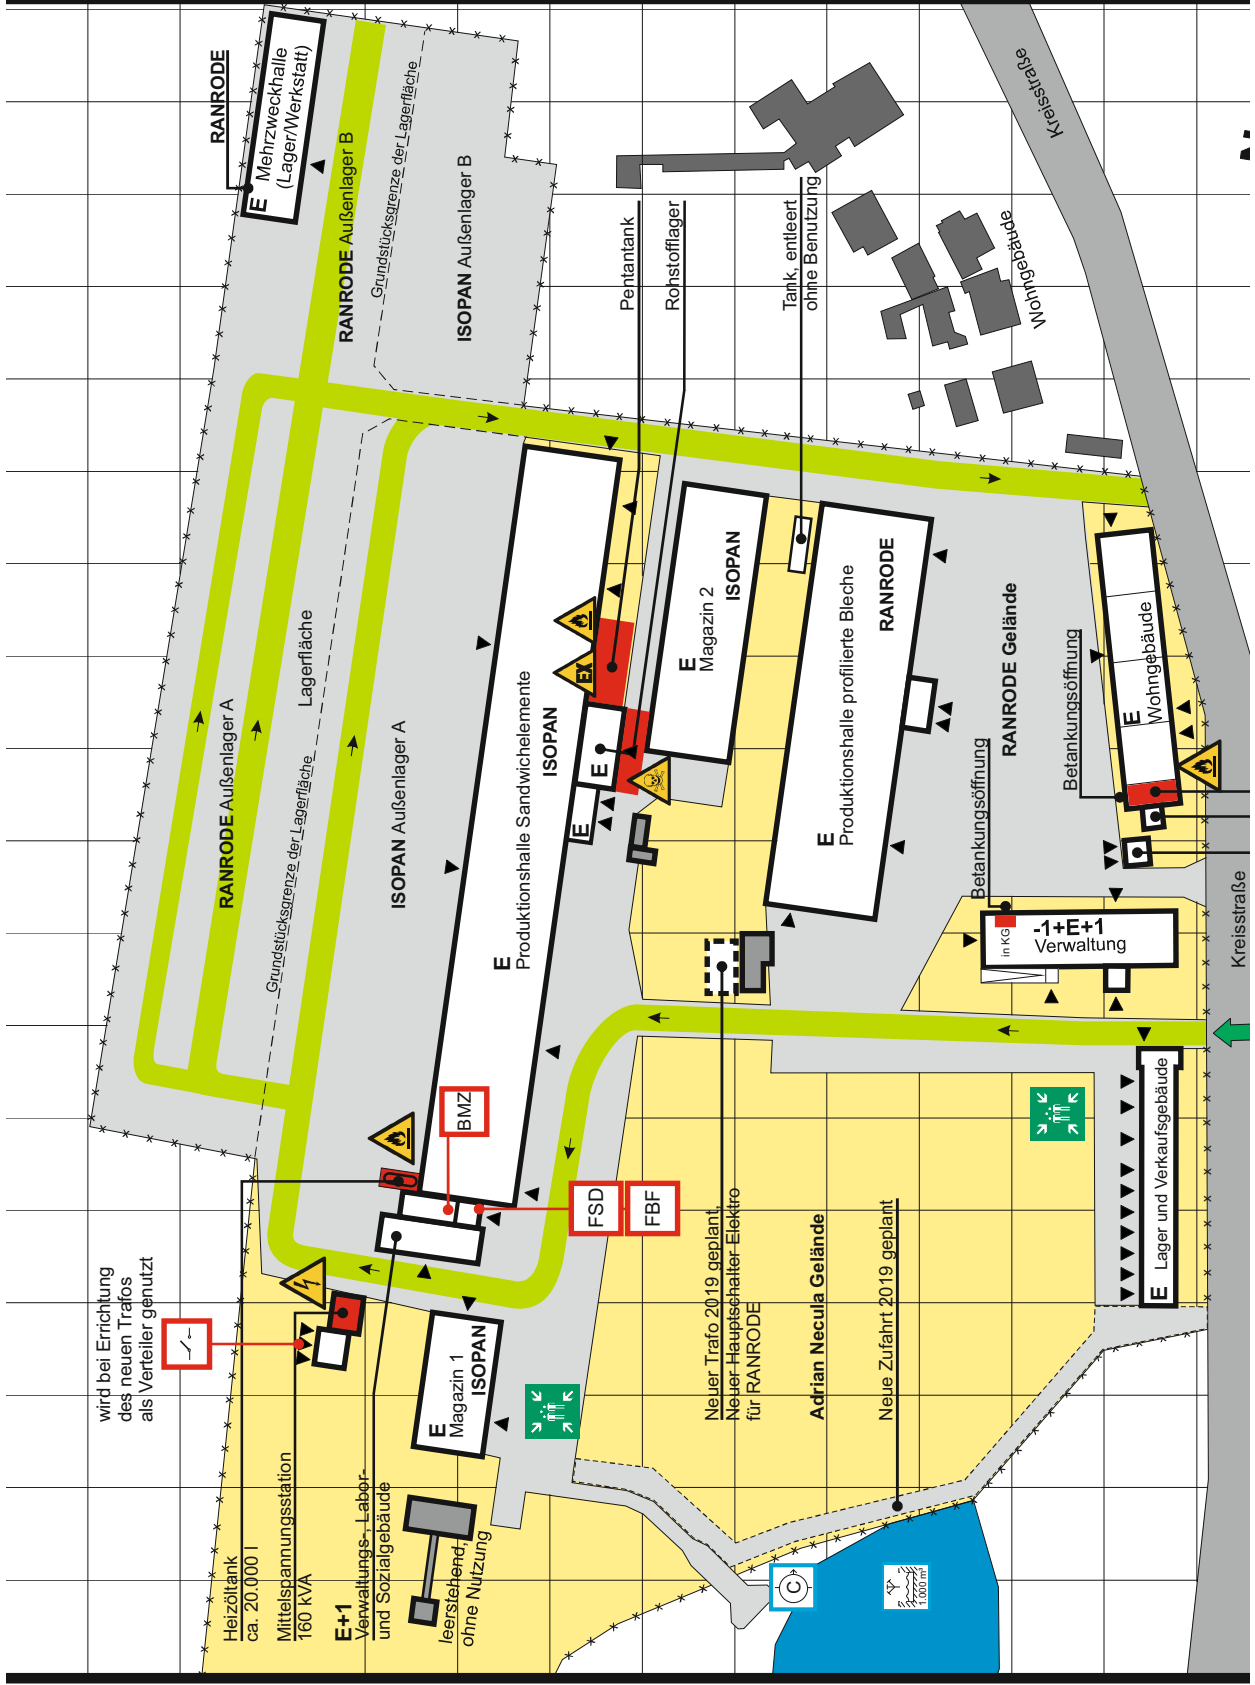 RANRODE
E Mehrzweckhalle
(Lager/Werkstatt)
RANRODE Außenlager B
Grundstücksgrenze der Lagerfläche
ISOPAN Außenlager B
Kreisstraße
Pentantank
Rohstofflager
Tank, entleert
ohne Benutzung
Wohngebäude
RANRODE Außenlager A
Lagerfläche
Grundstücksgrenze der Lagerfläche
ISOPAN Außenlager A
E
Produktionshalle Sandwichelemente
ISOPAN
EX
E
E
E
Magazin 2
ISOPAN
E
Produktionshalle profilierte Bleche
RANRODE
RANRODE Gelände
Betankungsöffnung
Betankungsöffnung
E
Wohngebäude
in KG
-1+E+1
Verwaltung
Kreisstraße
BMZ
FSD
FBF
wird bei Errichtung
des neuen Trafos
als Verteiler genutzt
Heizöltank
ca. 20.000 l
Mittelspannungsstation
160 kVA
E+1
Verwaltungs-, Labor-
und Sozialgebäude
E
Magazin 1
ISOPAN
leerstehend,
ohne Nutzung
Neuer Trafo 2019 geplant,
Neuer Hauptschalter Elektro
für RANRODE
Adrian Necula Gelände
Neue Zufahrt 2019 geplant
E Lager und Verkaufsgebäude
C
1.000 m³